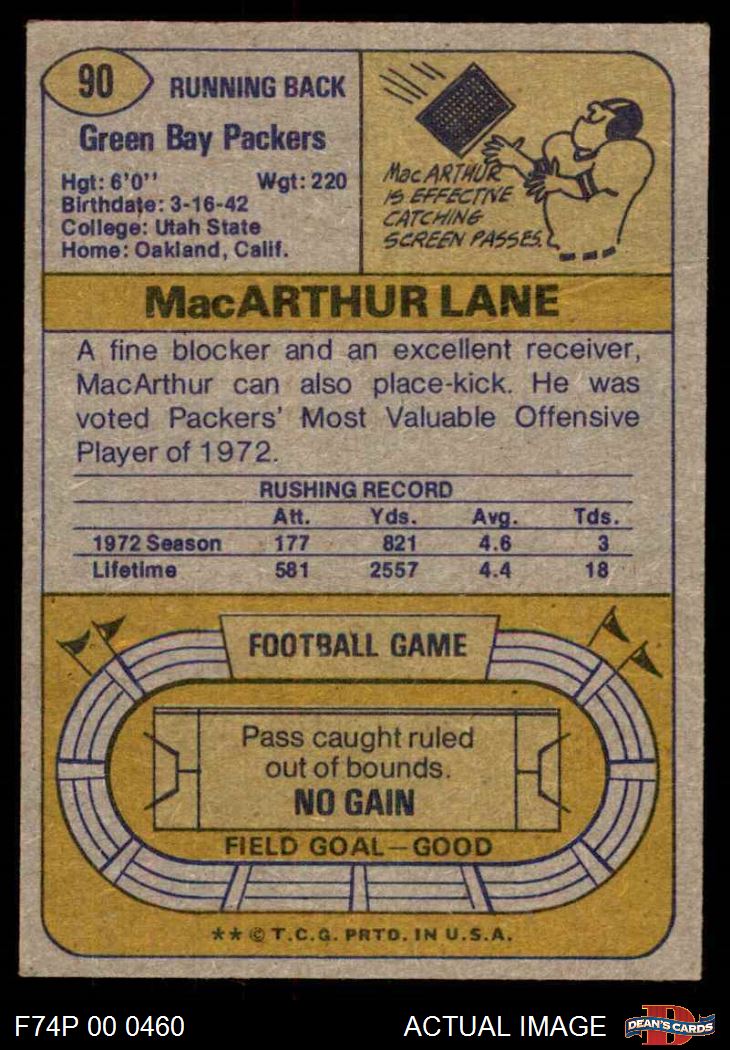 90
RUNNING BACK
Green Bay Packers
Hgt: 6'0" Wgt: 220
Birthdate: 3-16-42
College: Utah State
Home: Oakland, Calif.
MacARTHUR
IS EFFECTIVE
CATCHING
SCREEN PASSES.
MacARTHUR LANE
A fine blocker and an excellent receiver,
MacArthur can also place-kick. He was
voted Packers' Most Valuable Offensive
Player of 1972.
RUSHING RECORD
Att. Yds. Avg. Tds.
1972 Season 177 821 4.6 3
Lifetime 581 2557 4.4 18
FOOTBALL GAME
Pass caught ruled
out of bounds.
NO GAIN
FIELD GOAL—GOOD
** © T.C.G. PRTD. IN U.S.A.
F74P 00 0460 ACTUAL IMAGE
D
DEAN'S CARDS